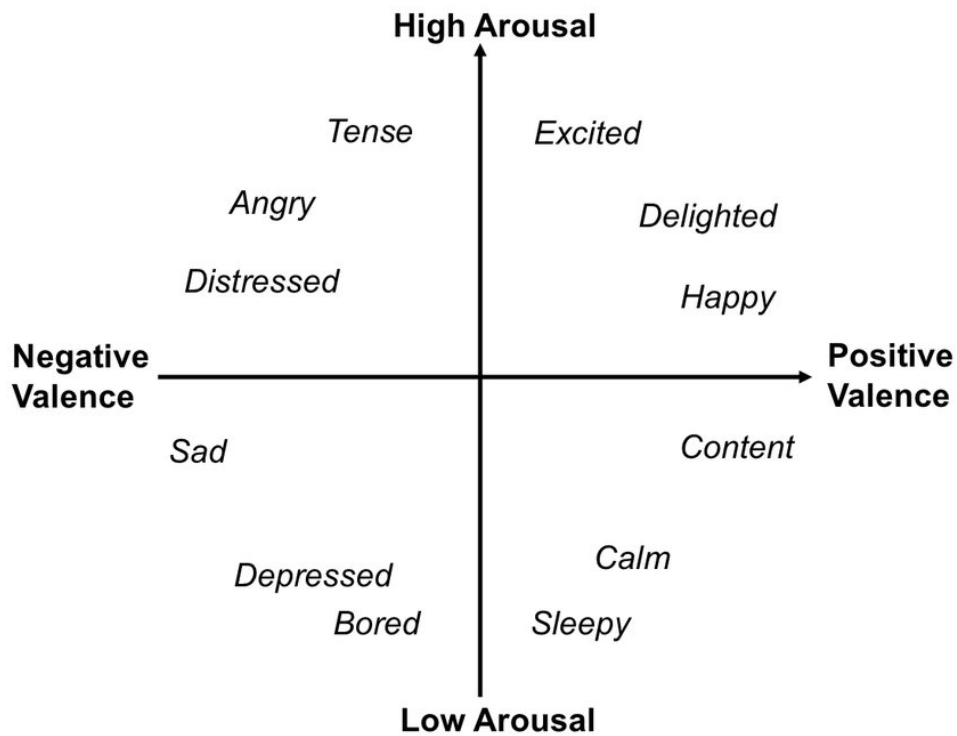 High Arousal
Tense
Excited
Angry
Delighted
Distressed
Happy
Negative
Valence
Positive
Valence
Sad
Content
Calm
Depressed
Bored
Sleepy
Low Arousal